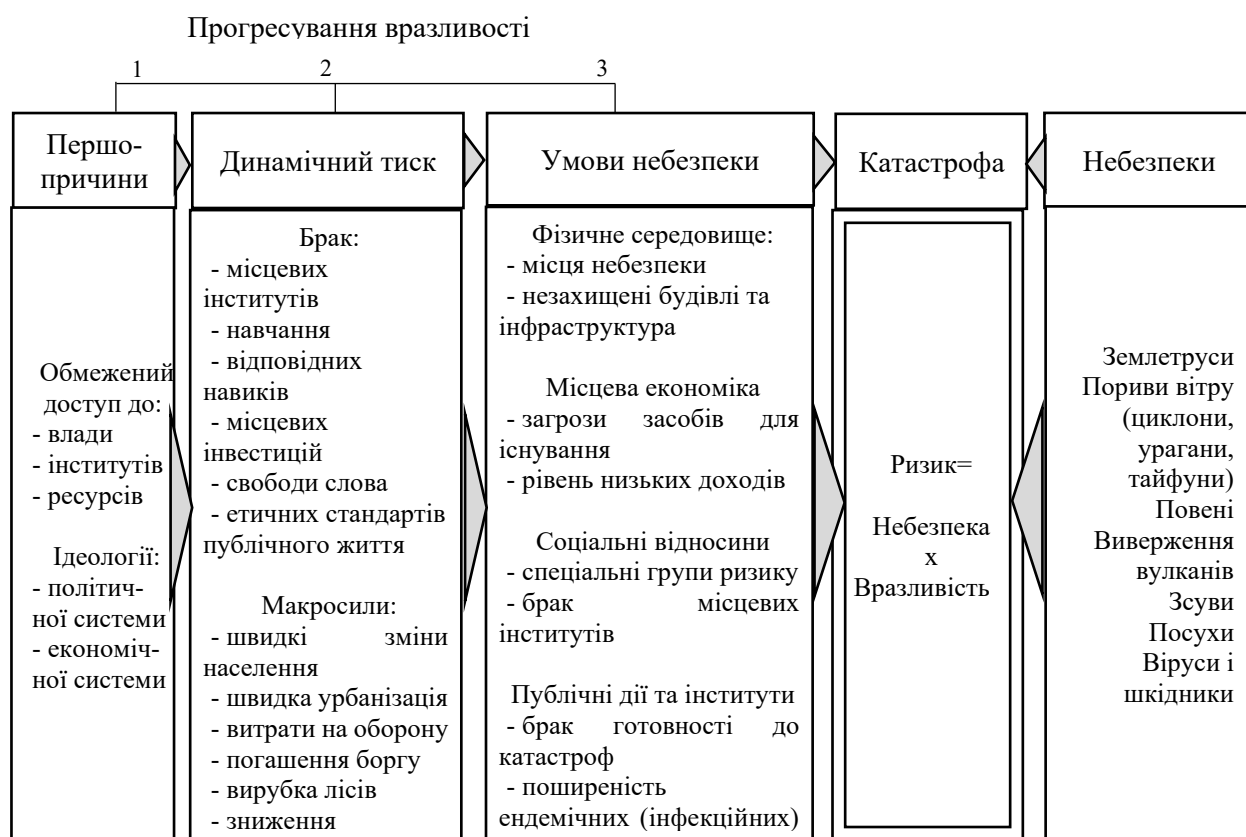 Прогресування вразливості
1 2 3
Першо-
причини
Динамічний тиск
Умови небезпеки
Катастрофа
Небезпеки
Обмежений
доступ до:
- влади
- інститутів
- ресурсів
Ідеології:
- політич-
ної системи
- економіч-
ної системи
Брак:
- місцевих
інститутів
- навчання
- відповідних
навиків
- місцевих
інвестицій
- свободи слова
- етичних стандартів
публічного життя
Макросили:
- швидкі зміни
населення
- швидка урбанізація
- витрати на оборону
- погашення боргу
- вирубка лісів
- зниження
Фізичне середовище:
- місця небезпеки
- незахищені будівлі та
інфраструктура
Місцева економіка
- загрози засобів для
існування
- рівень низьких доходів
Соціальні відносини
- спеціальні групи ризику
- брак місцевих
інститутів
Публічні дії та інститути
- брак готовності до
катастроф
- поширеність
ендемічних (інфекційних)
Ризик=
Небезпека
х
Вразливість
Землетруси
Пориви вітру
(циклони,
урагани,
тайфуни)
Повені
Виверження
вулканів
Зсуви
Посухи
Віруси і
шкідники